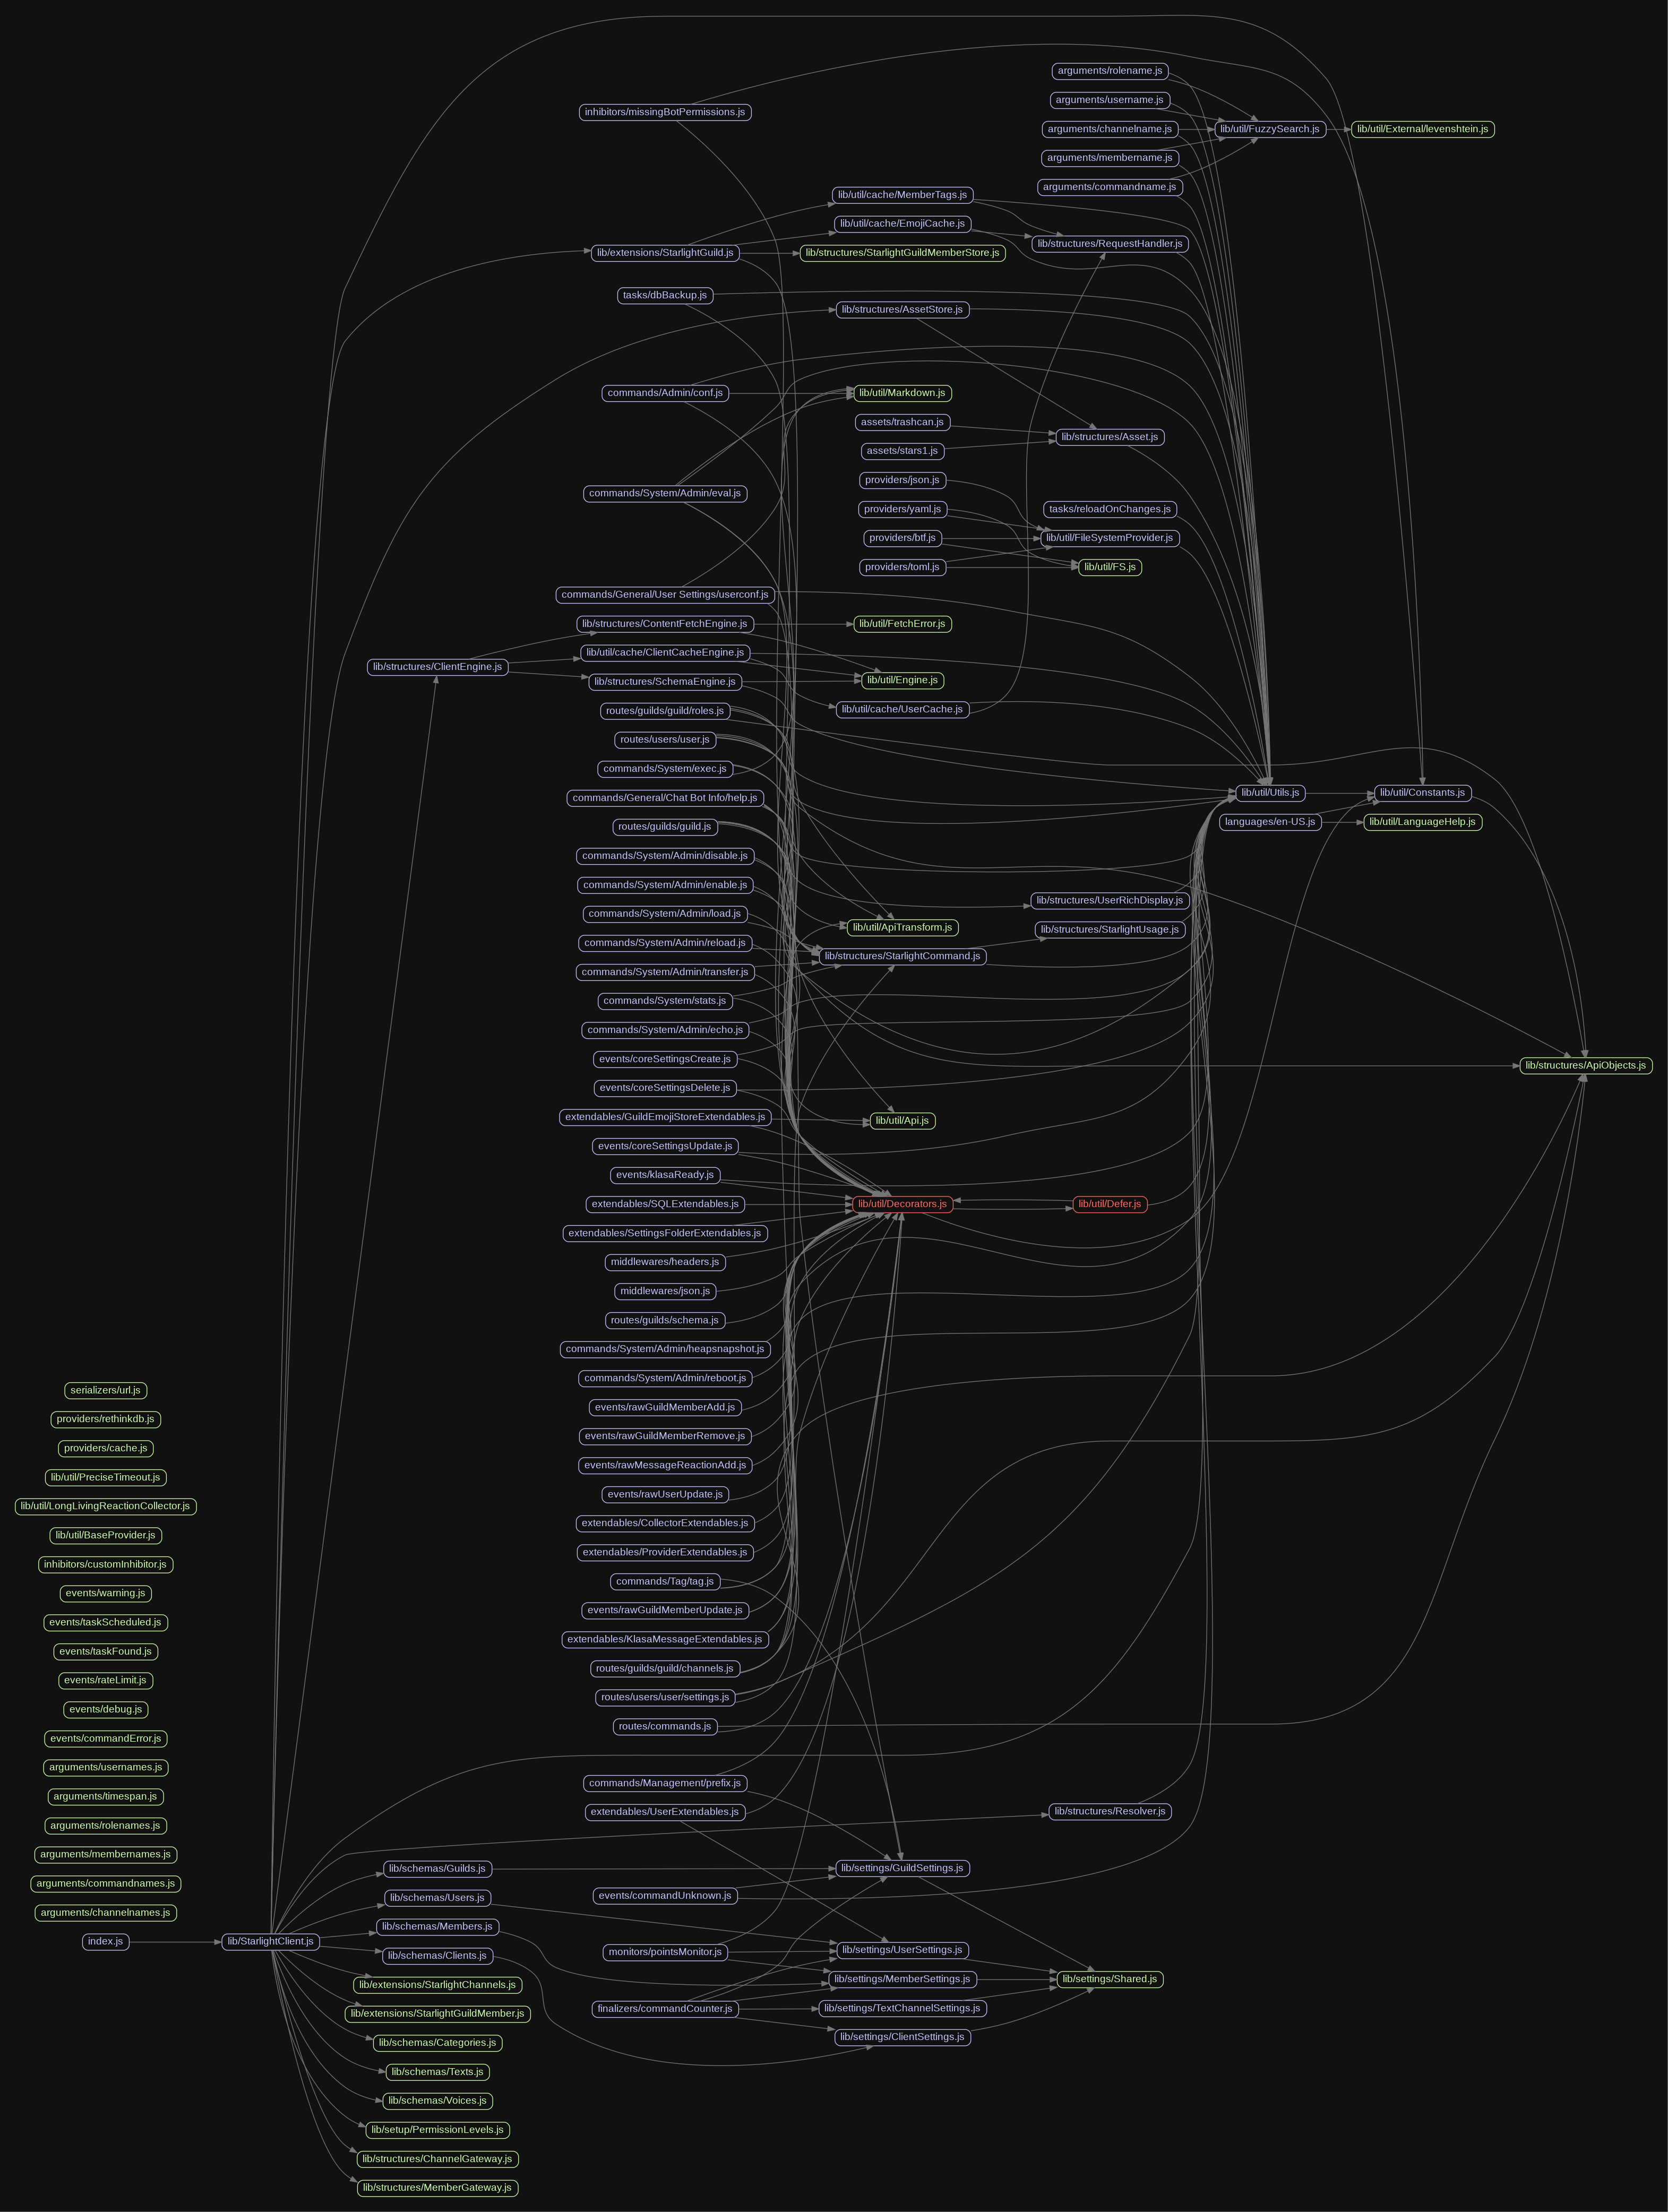 arguments/rolename.js
arguments/username.js
inhibitors/missingBotPermissions.js
arguments/channelname.js
lib/util/FuzzySearch.js
lib/util/External/levenshtein.js
arguments/membername.js
arguments/commandname.js
lib/util/cache/MemberTags.js
lib/util/cache/EmojiCache.js
lib/structures/RequestHandler.js
lib/extensions/StarlightGuild.js
lib/structures/StarlightGuildMemberStore.js
tasks/dbBackup.js
lib/structures/AssetStore.js
commands/Admin/conf.js
lib/util/Markdown.js
assets/trashcan.js
lib/structures/Asset.js
assets/stars1.js
providers/json.js
commands/System/Admin/eval.js
providers/yaml.js
tasks/reloadOnChanges.js
providers/btf.js
lib/util/FileSystemProvider.js
providers/toml.js
lib/util/FS.js
commands/General/User Settings/userconf.js
lib/structures/ContentFetchEngine.js
lib/util/FetchError.js
lib/util/cache/ClientCacheEngine.js
lib/structures/ClientEngine.js
lib/structures/SchemaEngine.js
lib/util/Engine.js
routes/guilds/guild/roles.js
lib/util/cache/UserCache.js
routes/users/user.js
commands/System/exec.js
lib/util/Utils.js
lib/util/Constants.js
commands/General/Chat Bot Info/help.js
languages/en-US.js
lib/util/LanguageHelp.js
routes/guilds/guild.js
commands/System/Admin/disable.js
commands/System/Admin/enable.js
lib/structures/UserRichDisplay.js
commands/System/Admin/load.js
lib/util/ApiTransform.js
lib/structures/StarlightUsage.js
commands/System/Admin/reload.js
lib/structures/StarlightCommand.js
commands/System/Admin/transfer.js
commands/System/stats.js
commands/System/Admin/echo.js
events/coreSettingsCreate.js
lib/structures/ApiObjects.js
events/coreSettingsDelete.js
extendables/GuildEmojiStoreExtendables.js
lib/util/Api.js
events/coreSettingsUpdate.js
events/klasaReady.js
extendables/SQLExtendables.js
lib/util/Decorators.js
lib/util/Defer.js
extendables/SettingsFolderExtendables.js
middlewares/headers.js
middlewares/json.js
routes/guilds/schema.js
commands/System/Admin/heapsnapshot.js
commands/System/Admin/reboot.js
serializers/url.js
events/rawGuildMemberAdd.js
providers/rethinkdb.js
events/rawGuildMemberRemove.js
providers/cache.js
events/rawMessageReactionAdd.js
lib/util/PreciseTimeout.js
events/rawUserUpdate.js
lib/util/LongLivingReactionCollector.js
extendables/CollectorExtendables.js
lib/util/BaseProvider.js
extendables/ProviderExtendables.js
inhibitors/customInhibitor.js
commands/Tag/tag.js
events/warning.js
events/rawGuildMemberUpdate.js
events/taskScheduled.js
extendables/KlasaMessageExtendables.js
events/taskFound.js
routes/guilds/guild/channels.js
events/rateLimit.js
routes/users/user/settings.js
events/debug.js
routes/commands.js
events/commandError.js
arguments/usernames.js
commands/Management/prefix.js
arguments/timespan.js
extendables/UserExtendables.js
lib/structures/Resolver.js
arguments/rolenames.js
arguments/membernames.js
lib/schemas/Guilds.js
lib/settings/GuildSettings.js
arguments/commandnames.js
lib/schemas/Users.js
events/commandUnknown.js
arguments/channelnames.js
lib/schemas/Members.js
index.js
lib/StarlightClient.js
lib/schemas/Clients.js
monitors/pointsMonitor.js
lib/settings/UserSettings.js
lib/extensions/StarlightChannels.js
lib/settings/MemberSettings.js
lib/settings/Shared.js
lib/extensions/StarlightGuildMember.js
finalizers/commandCounter.js
lib/settings/TextChannelSettings.js
lib/schemas/Categories.js
lib/settings/ClientSettings.js
lib/schemas/Texts.js
lib/schemas/Voices.js
lib/setup/PermissionLevels.js
lib/structures/ChannelGateway.js
lib/structures/MemberGateway.js